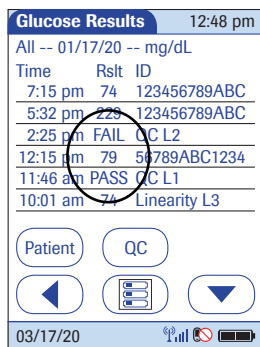 Glucose Results 12:48 pm
All -- 01/17/20 -- mg/dL
Time Rslt ID
7:15 pm 74 123456789ABC
5:32 pm 229 123456789ABC
2:25 pm FAIL QC L2
12:15 pm 79 56789ABC1234
11:46 am PASS QC L1
10:01 am 74 Linearity L3
Patient QC
03/17/20